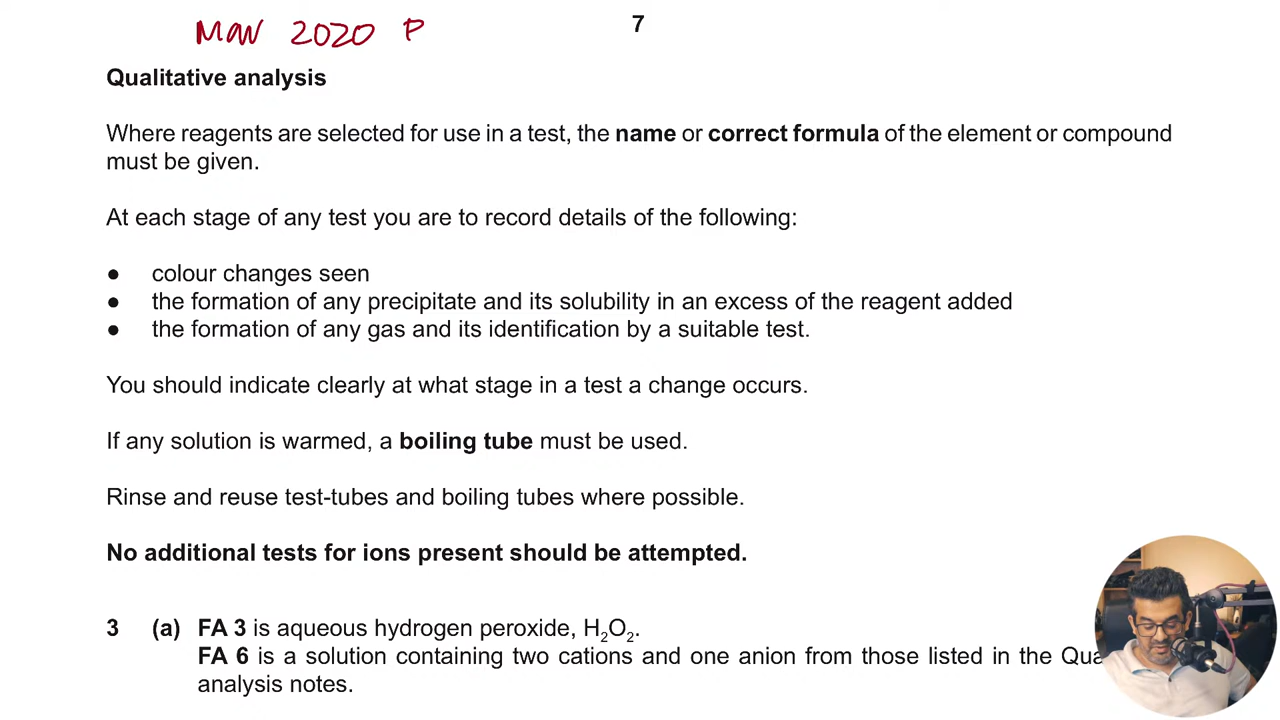 7
May 2020 P
Qualitative analysis
Where reagents are selected for use in a test, the name or correct formula of the element or compound
must be given.
At each stage of any test you are to record details of the following:
● colour changes seen
● the formation of any precipitate and its solubility in an excess of the reagent added
● the formation of any gas and its identification by a suitable test.
You should indicate clearly at what stage in a test a change occurs.
If any solution is warmed, a boiling tube must be used.
Rinse and reuse test-tubes and boiling tubes where possible.
No additional tests for ions present should be attempted.
3 (a) FA 3 is aqueous hydrogen peroxide, H₂O₂.
FA 6 is a solution containing two cations and one anion from those listed in the Qua
analysis notes.